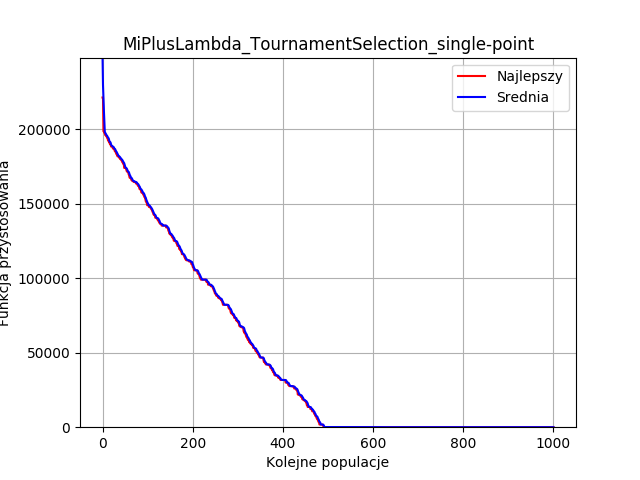 MiPlusLambda_TournamentSelection_single-point
Najlepszy
Srednia
200000
150000
100000
50000
0
Funkcja przystosowania
0 200 400 600 800 1000
Kolejne populacje